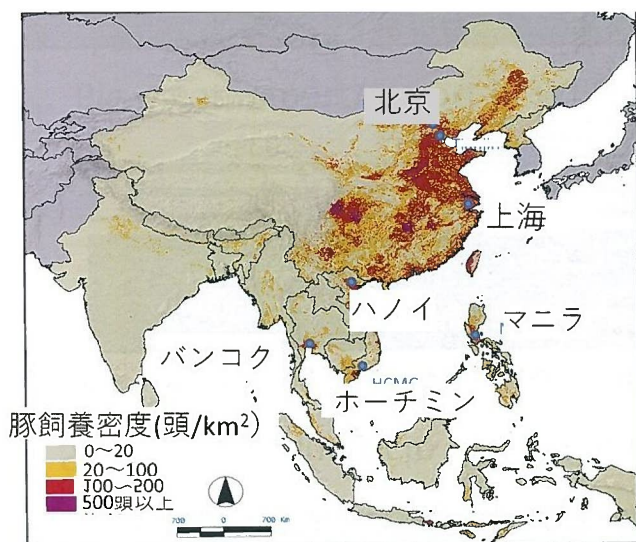 北京
上海
ハノイ
マニラ
バンコク
ホーチミン
豚飼養密度(頭/km²)
0～20
20～100
100～200
500頭以上
700 0 700 Km